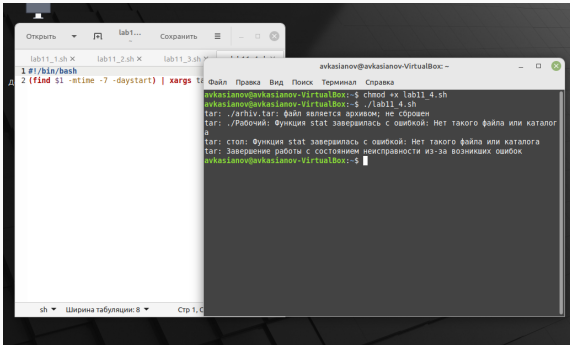 Открыть lab1... Сохранить
lab11_1.sh × lab11_2.sh × lab11_3.sh ×
1 #!/bin/bash
2 (find $1 -mtime -7 -daystart) | xargs ta
avkasianov@avkasianov-VirtualBox: ~
Файл Правка Вид Поиск Терминал Справка
avkasianov@avkasianov-VirtualBox:~$ chmod +x lab11_4.sh
avkasianov@avkasianov-VirtualBox:~$ ./lab11_4.sh
tar: ./arhiv.tar: файл является архивом; не сброшен
tar: ./Рабочий: Функция stat завершилась с ошибкой: Нет такого файла или каталог
а
tar: стол: Функция stat завершилась с ошибкой: Нет такого файла или каталога
tar: Завершение работы с состоянием неисправности из-за возникших ошибок
avkasianov@avkasianov-VirtualBox:~$
sh Ширина табуляции: 8 Стр 1, С